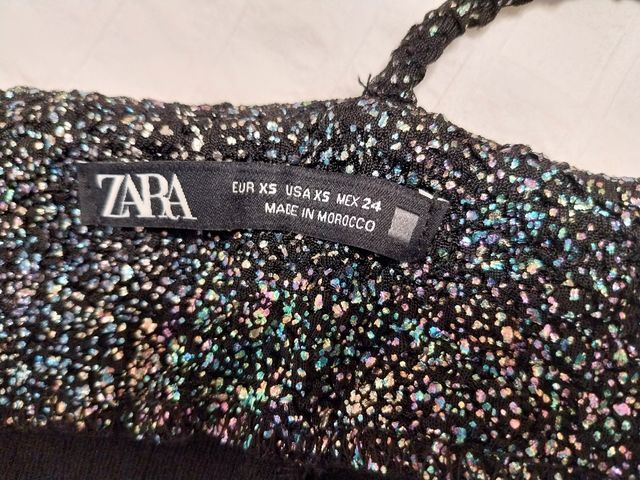 ZARA
EUR XS USA XS MEX 24
MADE IN MOROCCO